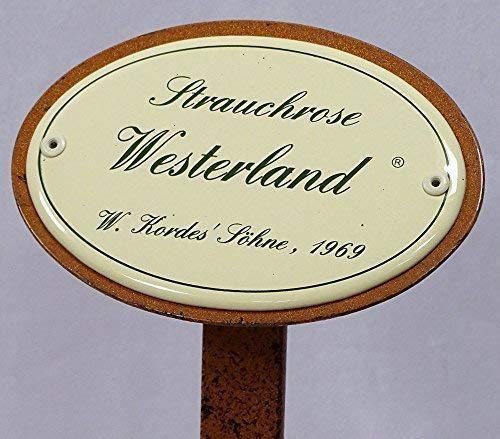 Strauchrose
Westerland ®
W. Kordes' Söhne, 1969